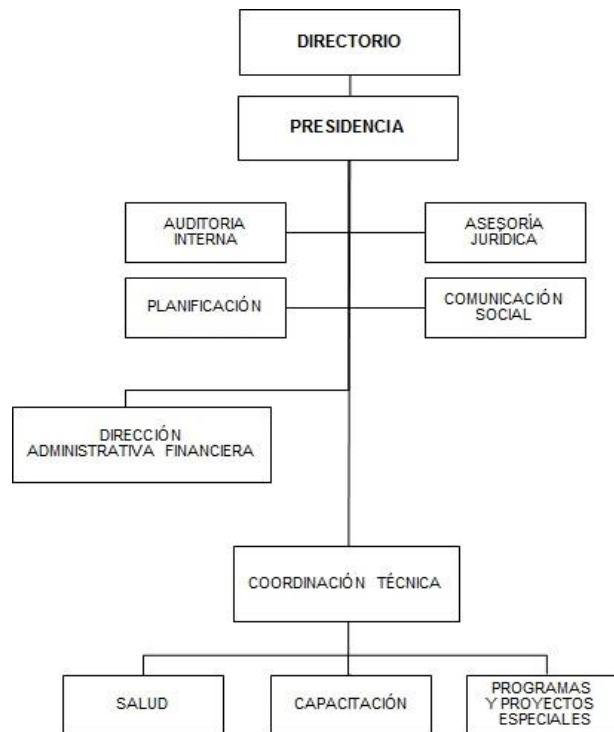 DIRECTORIO
PRESIDENCIA
AUDITORIA
INTERNA
ASESORÍA
JURÍDICA
PLANIFICACIÓN
COMUNICACIÓN
SOCIAL
DIRECCIÓN
ADMINISTRATIVA FINANCIERA
COORDINACIÓN TÉCNICA
SALUD
CAPACITACIÓN
PROGRAMAS
Y PROYECTOS
ESPECIALES